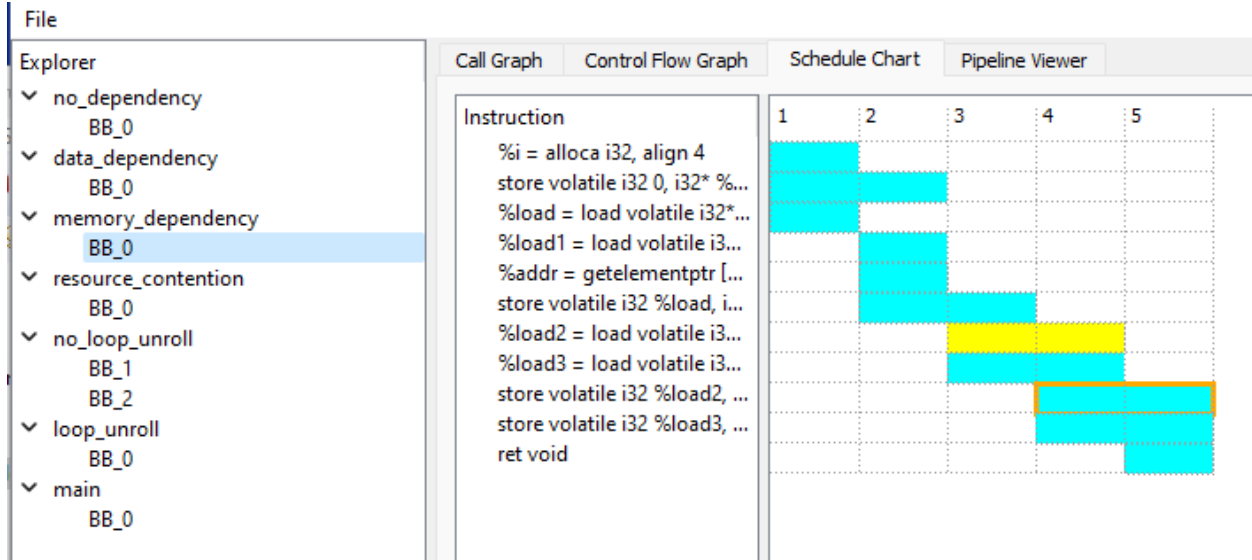 File
Explorer
no_dependency
BB_0
data_dependency
BB_0
memory_dependency
BB_0
resource_contention
BB_0
no_loop_unroll
BB_1
BB_2
loop_unroll
BB_0
main
BB_0
Call Graph Control Flow Graph Schedule Chart Pipeline Viewer
Instruction
%i = alloca i32, align 4
store volatile i32 0, i32* %...
%load = load volatile i32*...
%load1 = load volatile i3...
%addr = getelementptr [...
store volatile i32 %load, i...
%load2 = load volatile i3...
%load3 = load volatile i3...
store volatile i32 %load2, ...
store volatile i32 %load3, ...
ret void
1 2 3 4 5